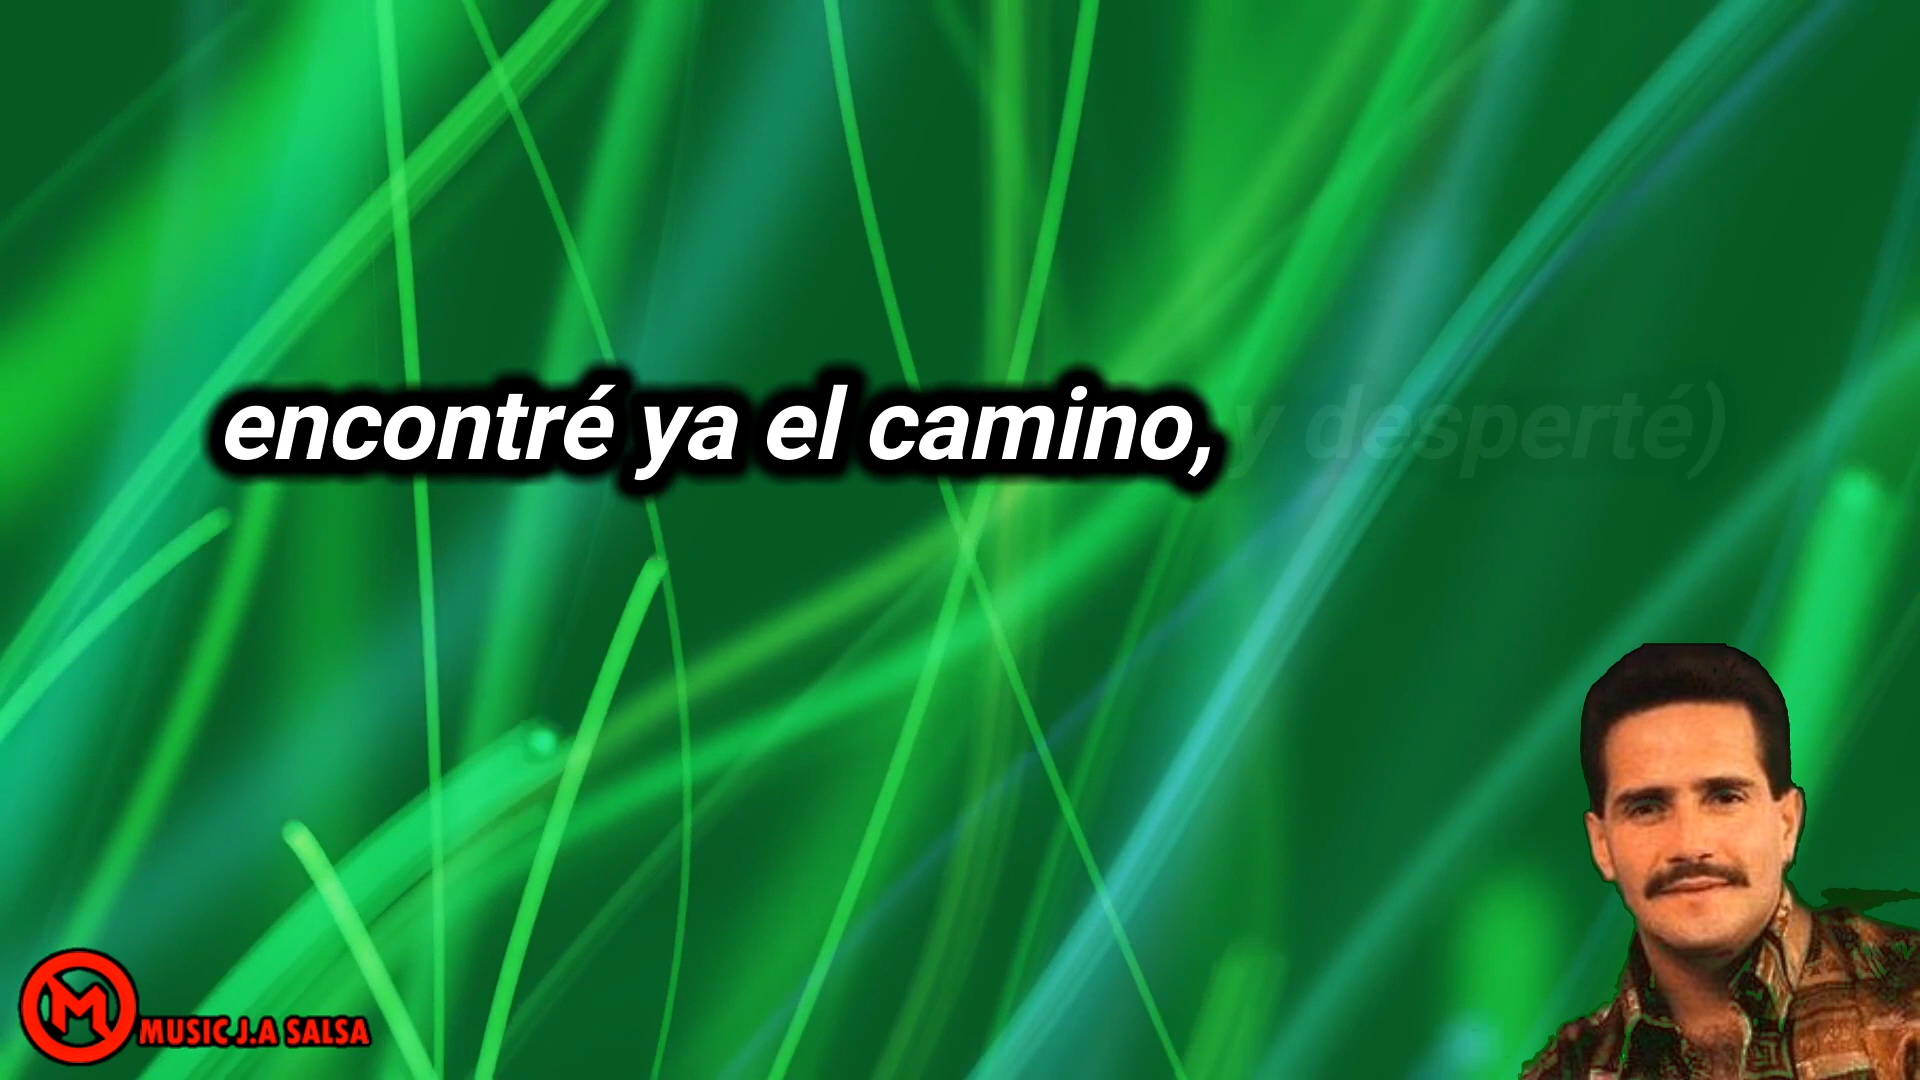 encontré ya el camino, y desperté)
MUSIC J.A SALSA